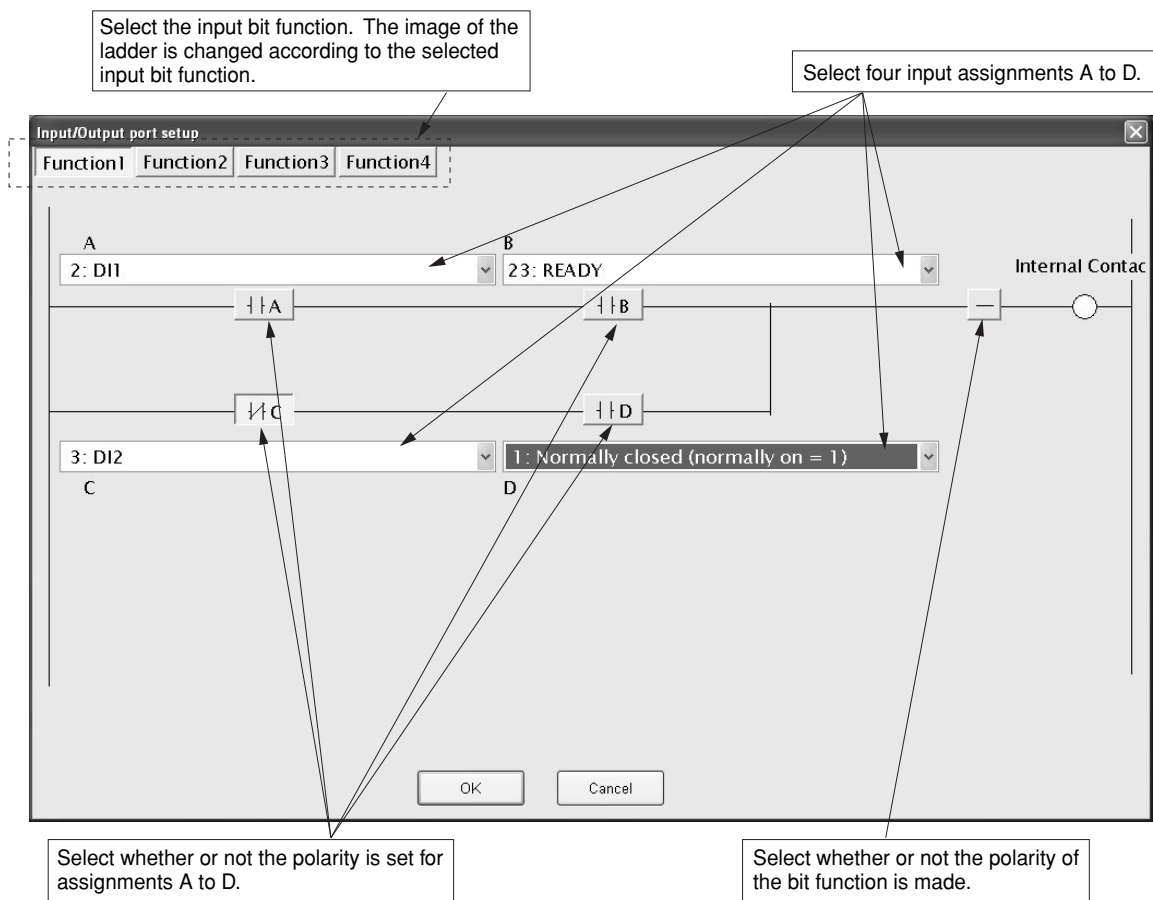 Select the input bit function.  The image of the
ladder is changed according to the selected
input bit function.
Select four input assignments A to D.
Input/Output port setup
Function1 Function2 Function3 Function4
A
B
2: DI1
23: READY
Internal Contac
A
B
C
D
3: DI2
1: Normally closed (normally on = 1)
C
D
OK
Cancel
Select whether or not the polarity is set for
assignments A to D.
Select whether or not the polarity of
the bit function is made.